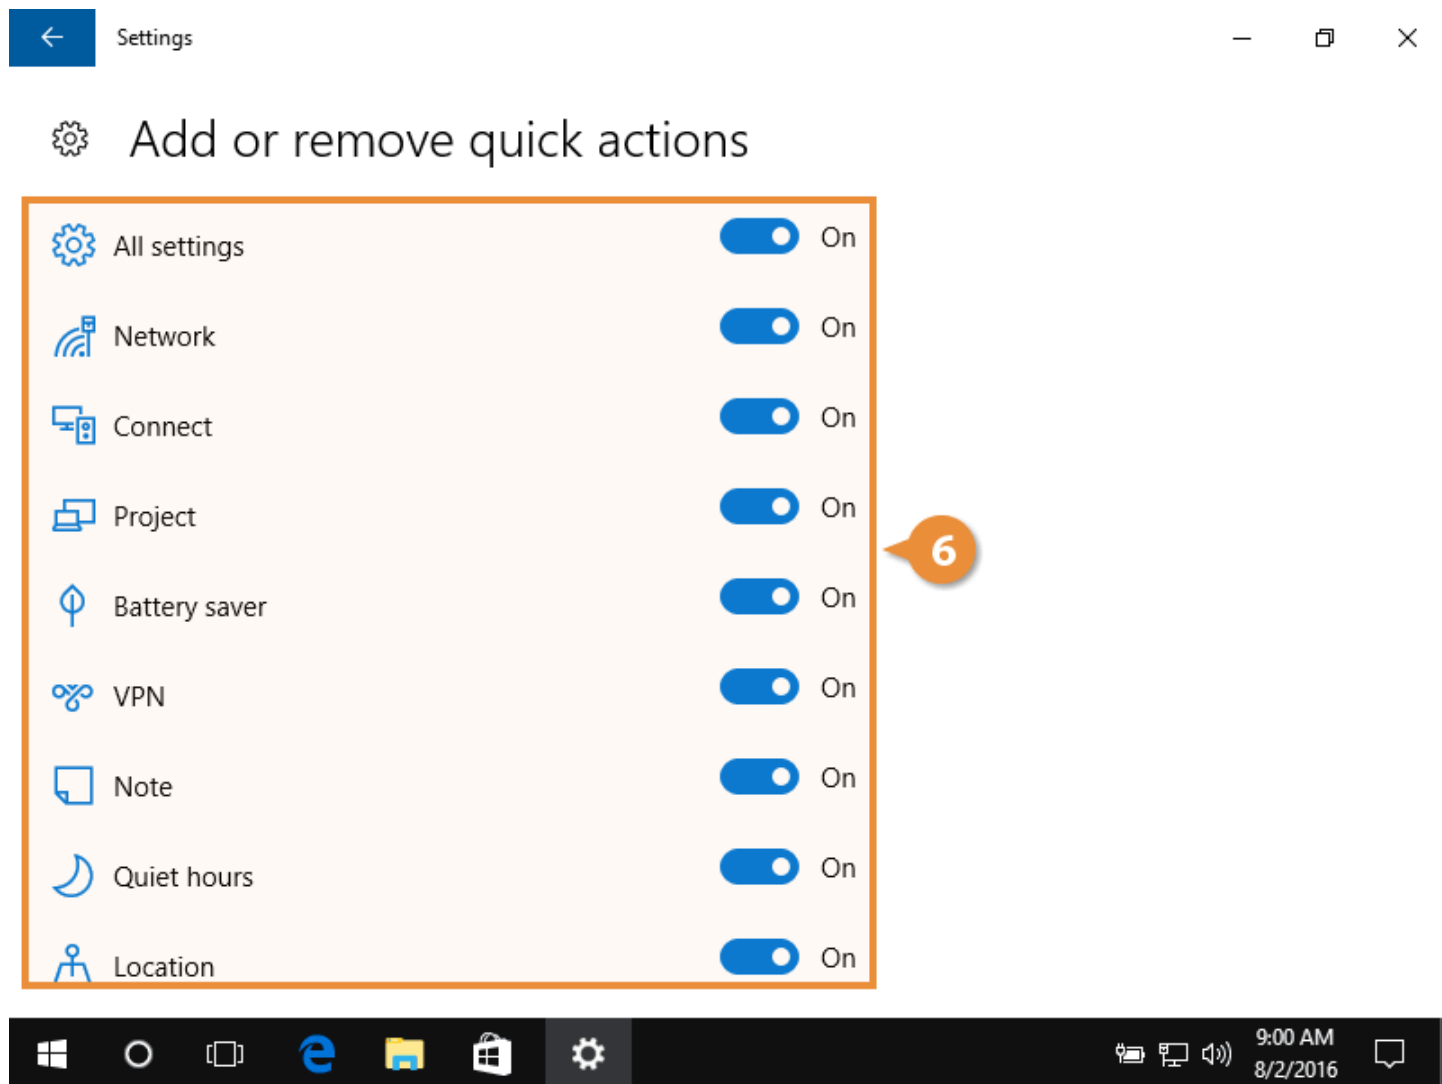 Settings
Add or remove quick actions
All settings On
Network On
Connect On
Project On
6
Battery saver On
VPN On
Note On
Quiet hours On
Location On
9:00 AM
8/2/2016